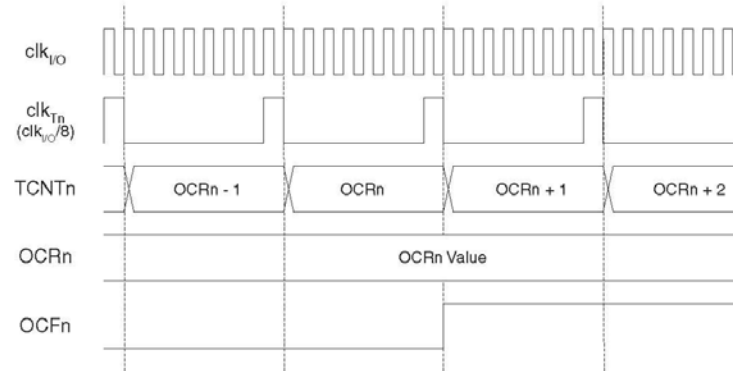 clkI/O
clkTn
(clkI/O/8)
TCNTn
OCRn - 1
OCRn
OCRn + 1
OCRn + 2
OCRn
OCRn Value
OCFn